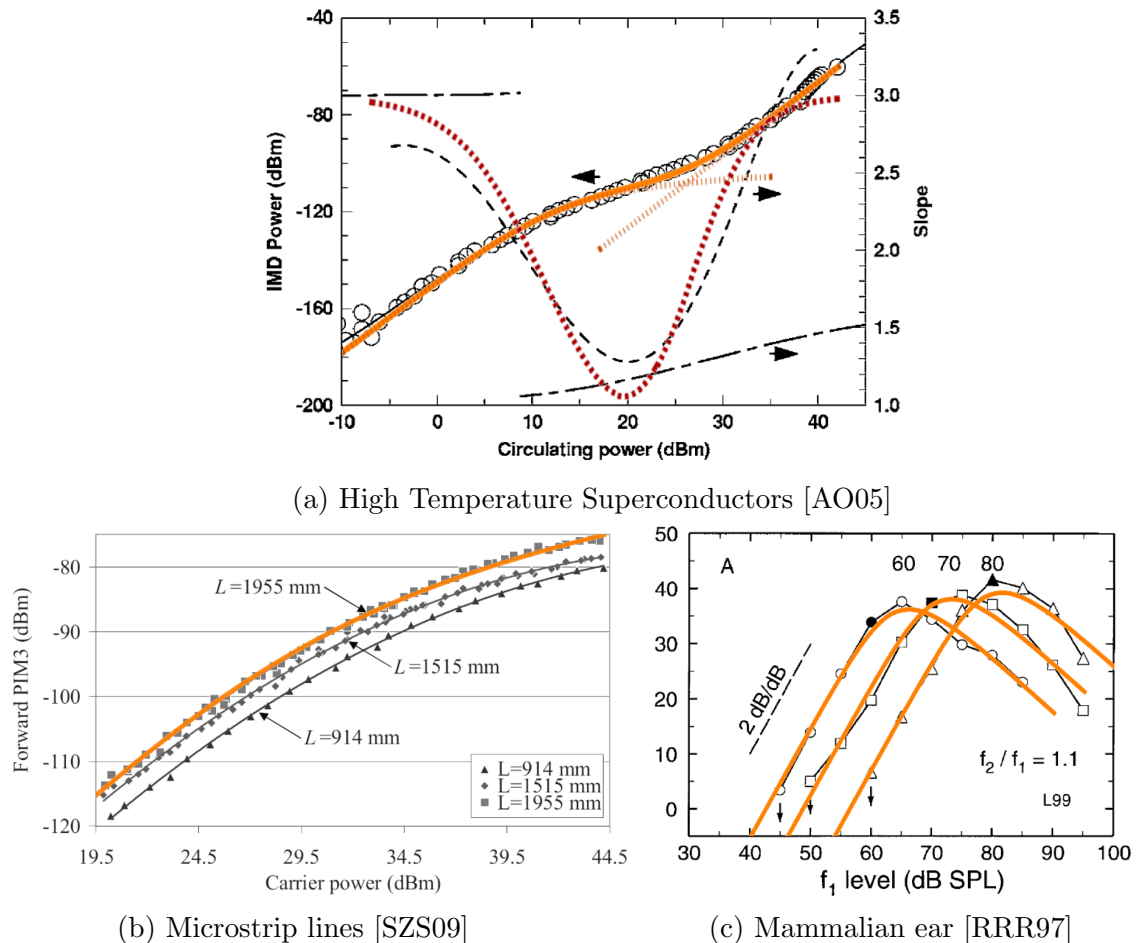 -40
-80
-120
-160
-200
IMD Power (dBm)
3.5
3.0
2.5
2.0
1.5
1.0
Slope
-10 0 10 20 30 40
Circulating power (dBm)
(a) High Temperature Superconductors [AO05]
-80
-90
-100
-110
-120
Forward PIM3 (dBm)
L=1955 mm
L=1515 mm
L=914 mm
L=914 mm
L=1515 mm
L=1955 mm
19.5 24.5 29.5 34.5 39.5 44.5
Carrier power (dBm)
(b) Microstrip lines [SZS09]
50
40
30
20
10
0
A
60 70 80
2 dB/dB
f2 / f1 = 1.1
L99
30 40 50 60 70 80 90 100
f1 level (dB SPL)
(c) Mammalian ear [RRR97]